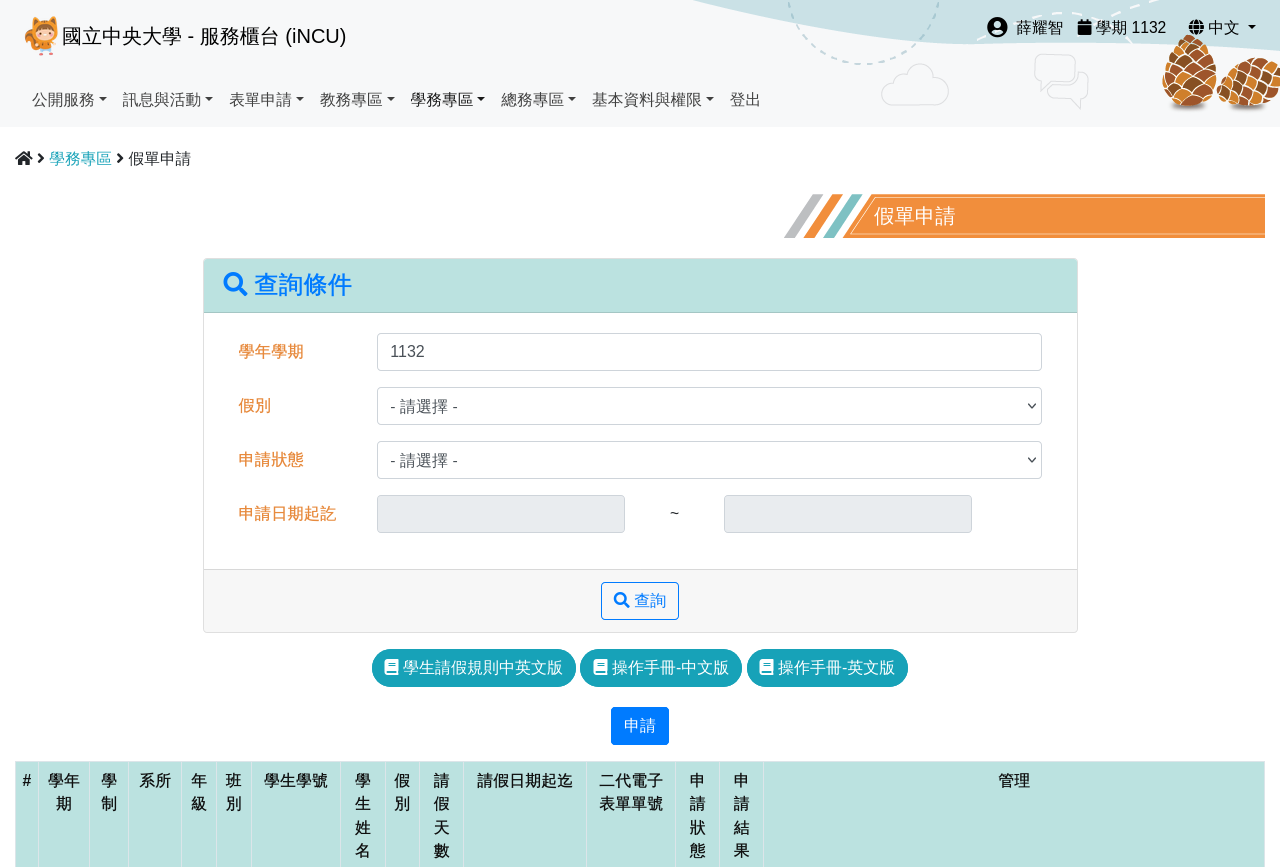 國立中央大學 - 服務櫃台 (iNCU)
薛耀智 學期 1132 中文
公開服務 訊息與活動 表單申請 教務專區 學務專區 總務專區 基本資料與權限 登出
學務專區 假單申請
假單申請
查詢條件
學年學期 1132
假別 - 請選擇 -
申請狀態 - 請選擇 -
申請日期起訖 ~
查詢
學生請假規則中英文版 操作手冊-中文版 操作手冊-英文版
申請
# 學年期 學制 系所 年級 班別 學生學號 學生姓名 假別 請假天數 請假日期起迄 二代電子表單單號 申請狀態 申請結果 管理